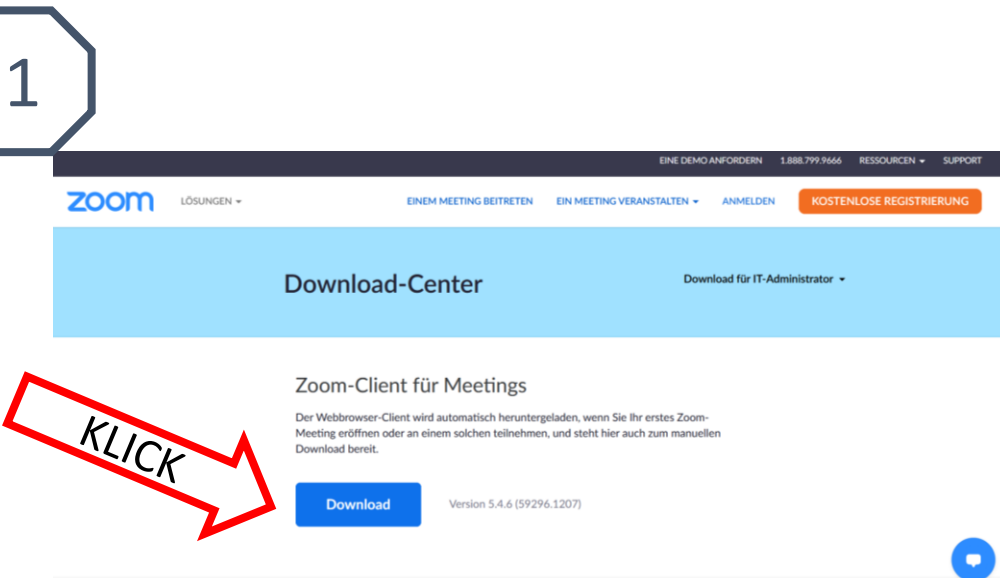 1
EINE DEMO ANFORDERN 1.888.799.9666 RESSOURCEN SUPPORT
zoom LÖSUNGEN EINEM MEETING BEITRETEN EIN MEETING VERANSTALTEN ANMELDEN KOSTENLOSE REGISTRIERUNG
Download-Center Download für IT-Administrator
Zoom-Client für Meetings
Der Webbrowser-Client wird automatisch heruntergeladen, wenn Sie Ihr erstes Zoom-
Meeting eröffnen oder an einem solchen teilnehmen, und steht hier auch zum manuellen
Download bereit.
KLICK
Download Version 5.4.6 (59296.1207)